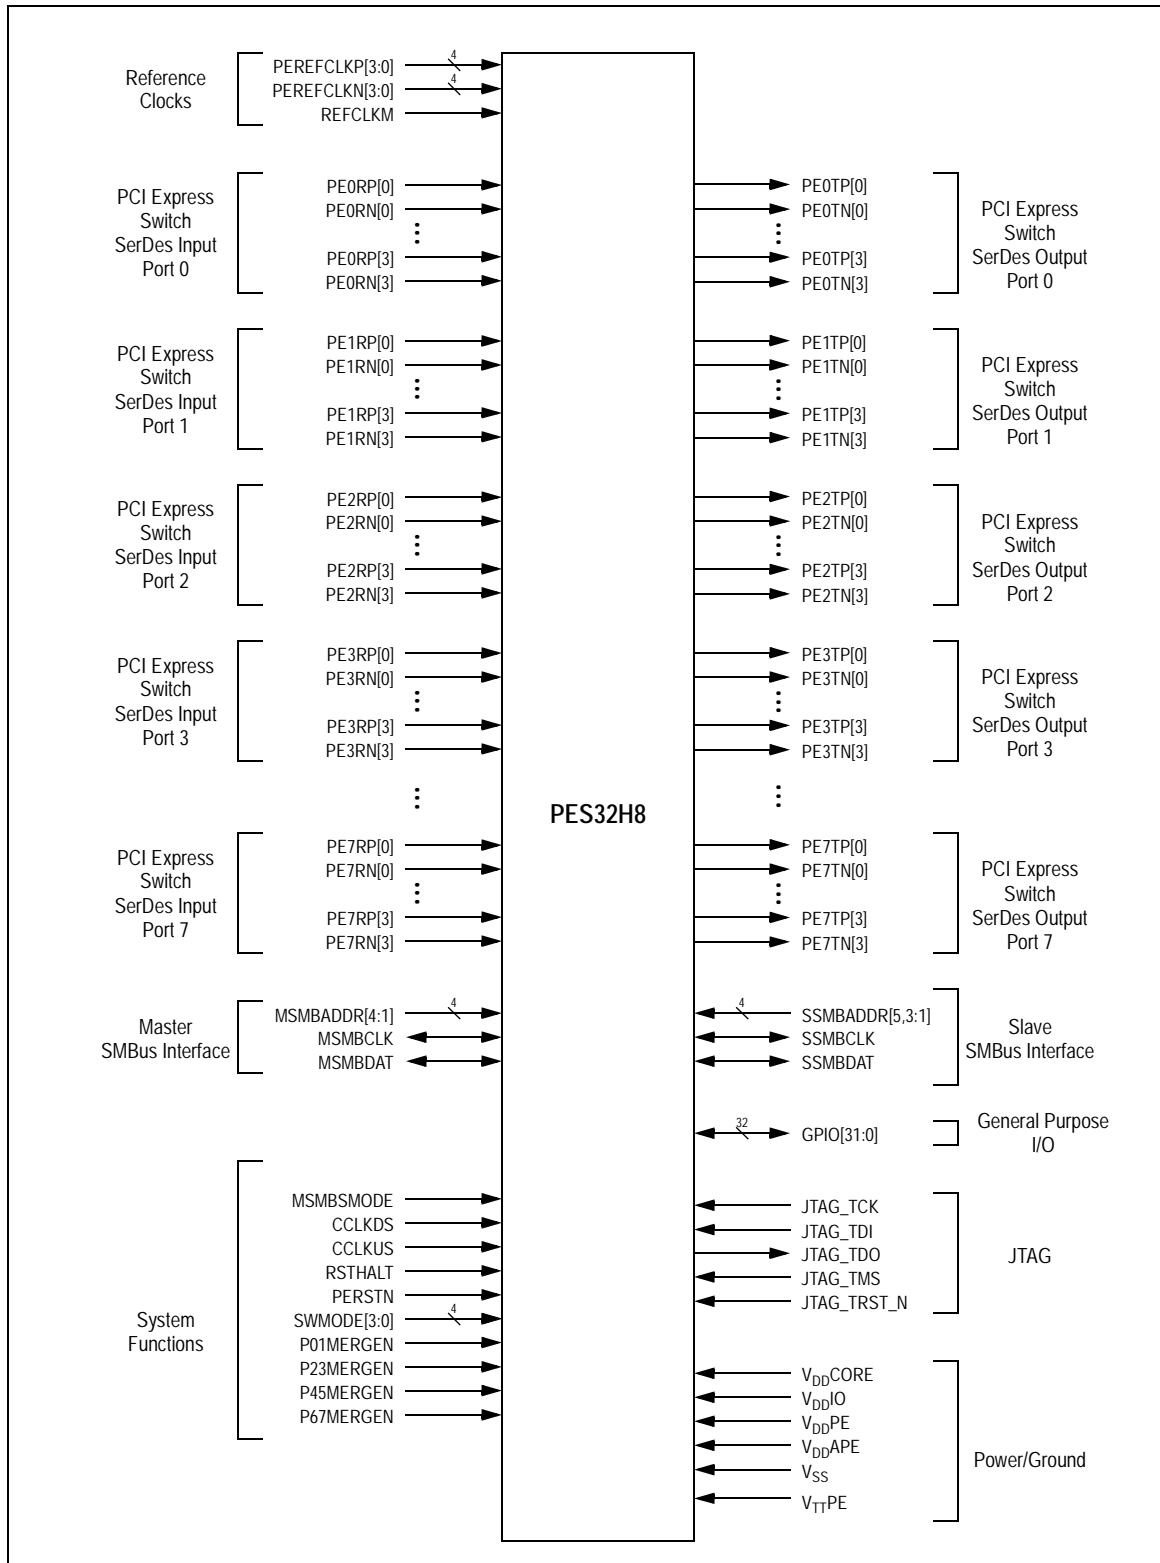 Reference
Clocks
PEREFCLKP[3:0]
4
PEREFCLKN[3:0]
4
REFCLKM
PCI Express
Switch
SerDes Input
Port 0
PE0RP[0]
PE0RN[0]
PE0RP[3]
PE0RN[3]
PE0TP[0]
PE0TN[0]
PE0TP[3]
PE0TN[3]
PCI Express
Switch
SerDes Output
Port 0
PCI Express
Switch
SerDes Input
Port 1
PE1RP[0]
PE1RN[0]
PE1RP[3]
PE1RN[3]
PE1TP[0]
PE1TN[0]
PE1TP[3]
PE1TN[3]
PCI Express
Switch
SerDes Output
Port 1
PCI Express
Switch
SerDes Input
Port 2
PE2RP[0]
PE2RN[0]
PE2RP[3]
PE2RN[3]
PE2TP[0]
PE2TN[0]
PE2TP[3]
PE2TN[3]
PCI Express
Switch
SerDes Output
Port 2
PCI Express
Switch
SerDes Input
Port 3
PE3RP[0]
PE3RN[0]
PE3RP[3]
PE3RN[3]
PE3TP[0]
PE3TN[0]
PE3TP[3]
PE3TN[3]
PCI Express
Switch
SerDes Output
Port 3
PES32H8
PCI Express
Switch
SerDes Input
Port 7
PE7RP[0]
PE7RN[0]
PE7RP[3]
PE7RN[3]
PE7TP[0]
PE7TN[0]
PE7TP[3]
PE7TN[3]
PCI Express
Switch
SerDes Output
Port 7
Master
SMBus Interface
MSMBADDR[4:1]
4
MSMBCLK
MSMBDAT
4
SSMBADDR[5,3:1]
SSMBCLK
SSMBDAT
Slave
SMBus Interface
32
GPIO[31:0]
General Purpose
I/O
System
Functions
MSMBSMODE
CCLKDS
CCLKUS
RSTHALT
PERSTN
SWMODE[3:0]
4
P01MERGEN
P23MERGEN
P45MERGEN
P67MERGEN
JTAG_TCK
JTAG_TDI
JTAG_TDO
JTAG_TMS
JTAG_TRST_N
JTAG
VDDCORE
VDDIO
VDDPE
VDDAPE
VSS
VTTPE
Power/Ground